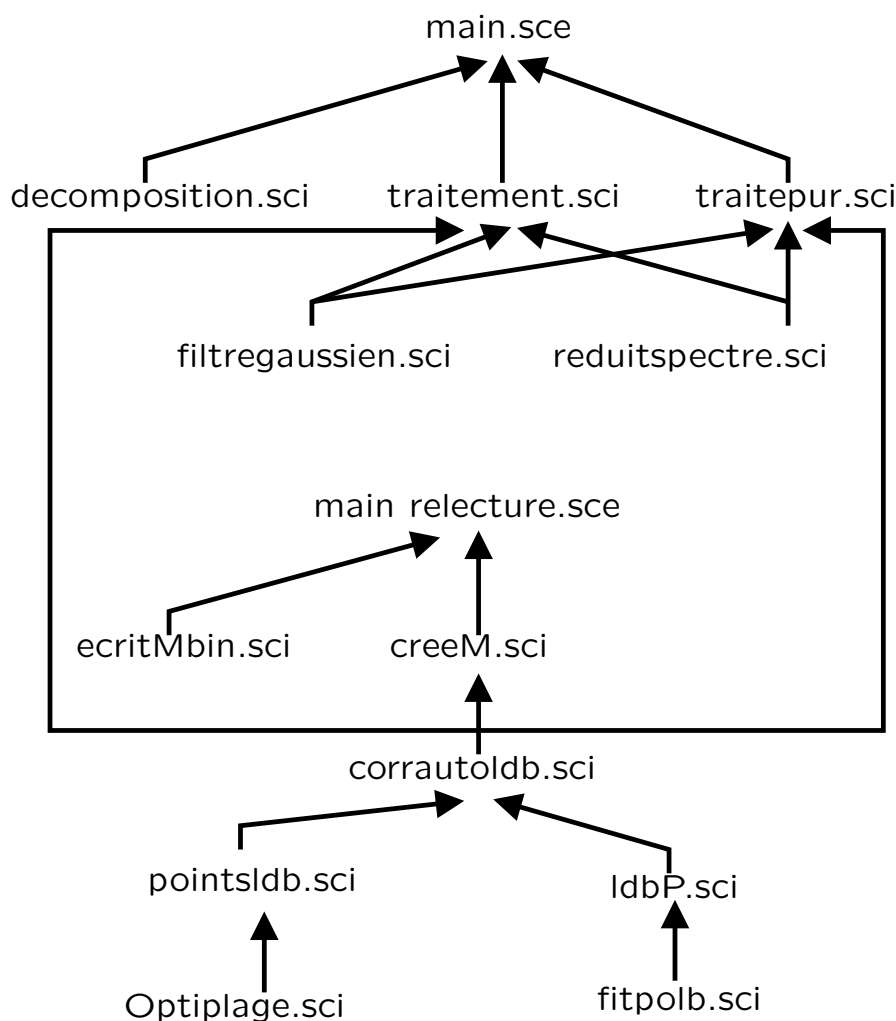 main.sce
decomposition.sci traitement.sci traitepur.sci
filtregaussien.sci reduitspectre.sci
main relecture.sce
ecritMbin.sci creeM.sci
corrautoldb.sci
pointsldb.sci ldbP.sci
Optiplage.sci fitpolb.sci